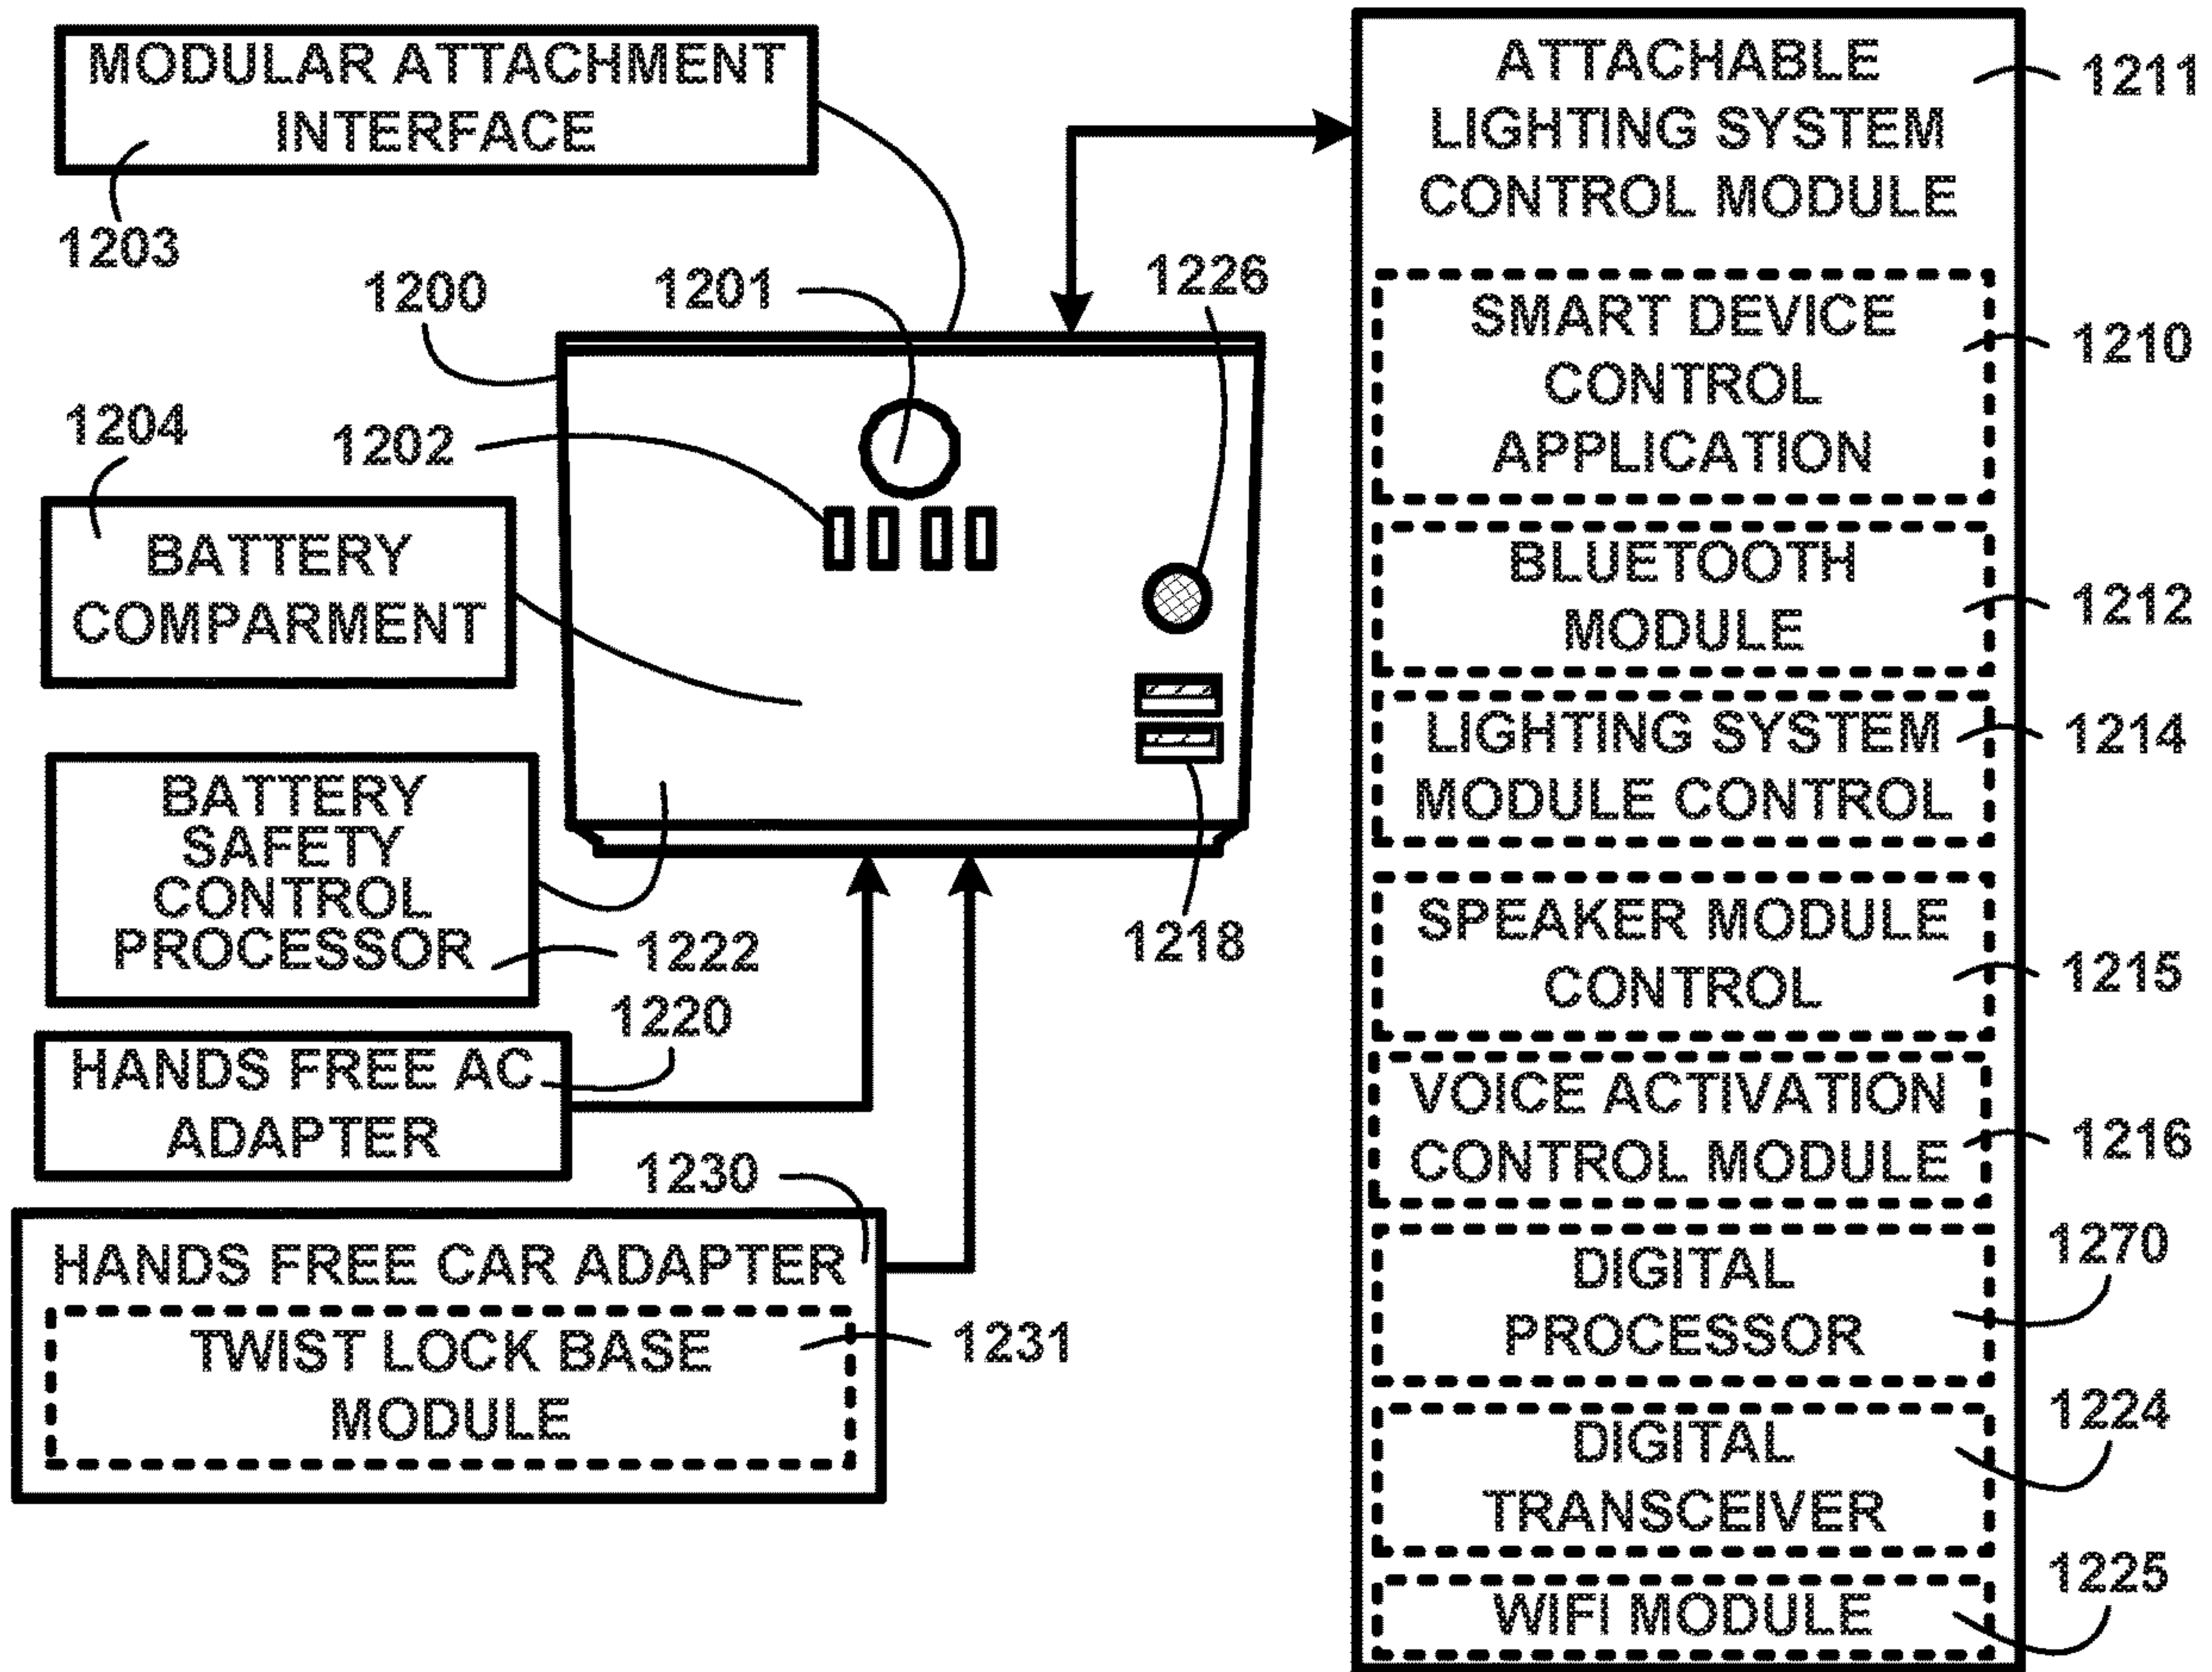 MODULAR ATTACHMENT
INTERFACE
1203
1200
1201
1226
1204
1202
BATTERY
COMPARMENT
BATTERY
SAFETY
CONTROL
PROCESSOR
1222
1218
1220
HANDS FREE AC
ADAPTER
1230
HANDS FREE CAR ADAPTER
TWIST LOCK BASE
MODULE
1231
ATTACHABLE
LIGHTING SYSTEM
CONTROL MODULE
1211
SMART DEVICE
CONTROL
APPLICATION
1210
BLUETOOTH
MODULE
1212
LIGHTING SYSTEM
MODULE CONTROL
1214
SPEAKER MODULE
CONTROL
1215
VOICE ACTIVATION
CONTROL MODULE
1216
DIGITAL
PROCESSOR
1270
DIGITAL
TRANSCEIVER
1224
WIFI MODULE
1225